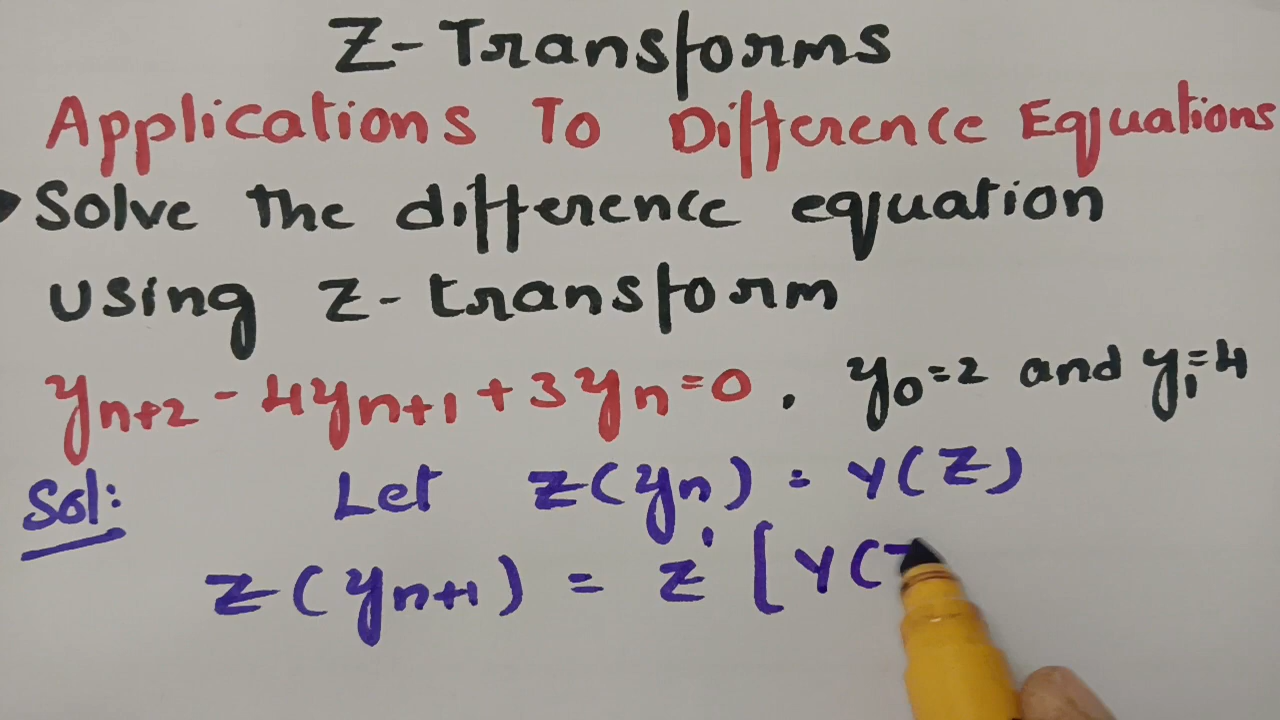 Z-Transforms
Applications To Difference Equations
Solve the difference equation
using z-transform
yₙ₊₂ - 4yₙ₊₁ + 3yₙ = 0 . y₀=2 and y₁=4
Sol: Let Z(yₙ) = Y(Z)
Z(yₙ₊₁) = Z¹ [Y(Z